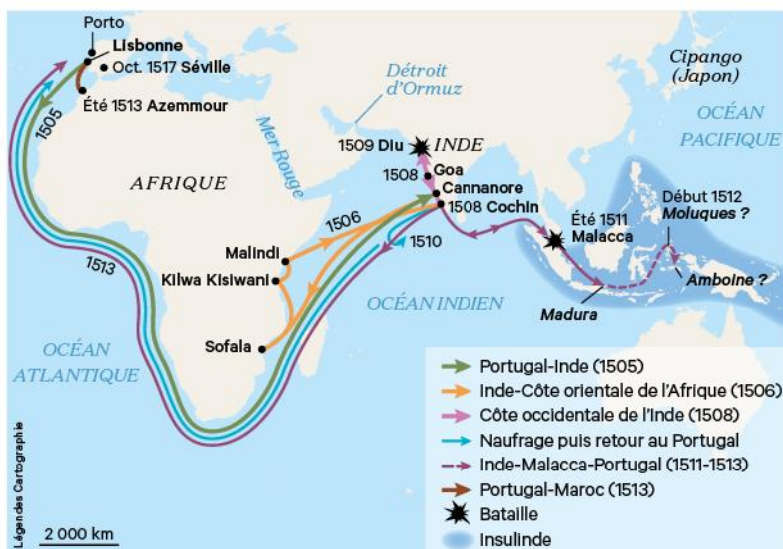 Porto
Lisbonne
Oct. 1517 Séville
Été 1513 Azemmour
1505
AFRIQUE
Mer Rouge
Détroit
d'Ormuz
1509 Diu
INDE
1508
Goa
Cannanore
1508 Cochin
1506
1510
Malindi
Kilwa Kisiwani
Sofala
1513
OCÉAN
ATLANTIQUE
OCÉAN INDIEN
Cipango
(Japon)
OCÉAN
PACIFIQUE
Été 1511
Malacca
Début 1512
Moluques ?
Amboine ?
Madura
Portugal-Inde (1505)
Inde-Côte orientale de l'Afrique (1506)
Côte occidentale de l'Inde (1508)
Naufrage puis retour au Portugal
Inde-Malacca-Portugal (1511-1513)
Portugal-Maroc (1513)
Bataille
Insulinde
Légendes Cartographie
2 000 km